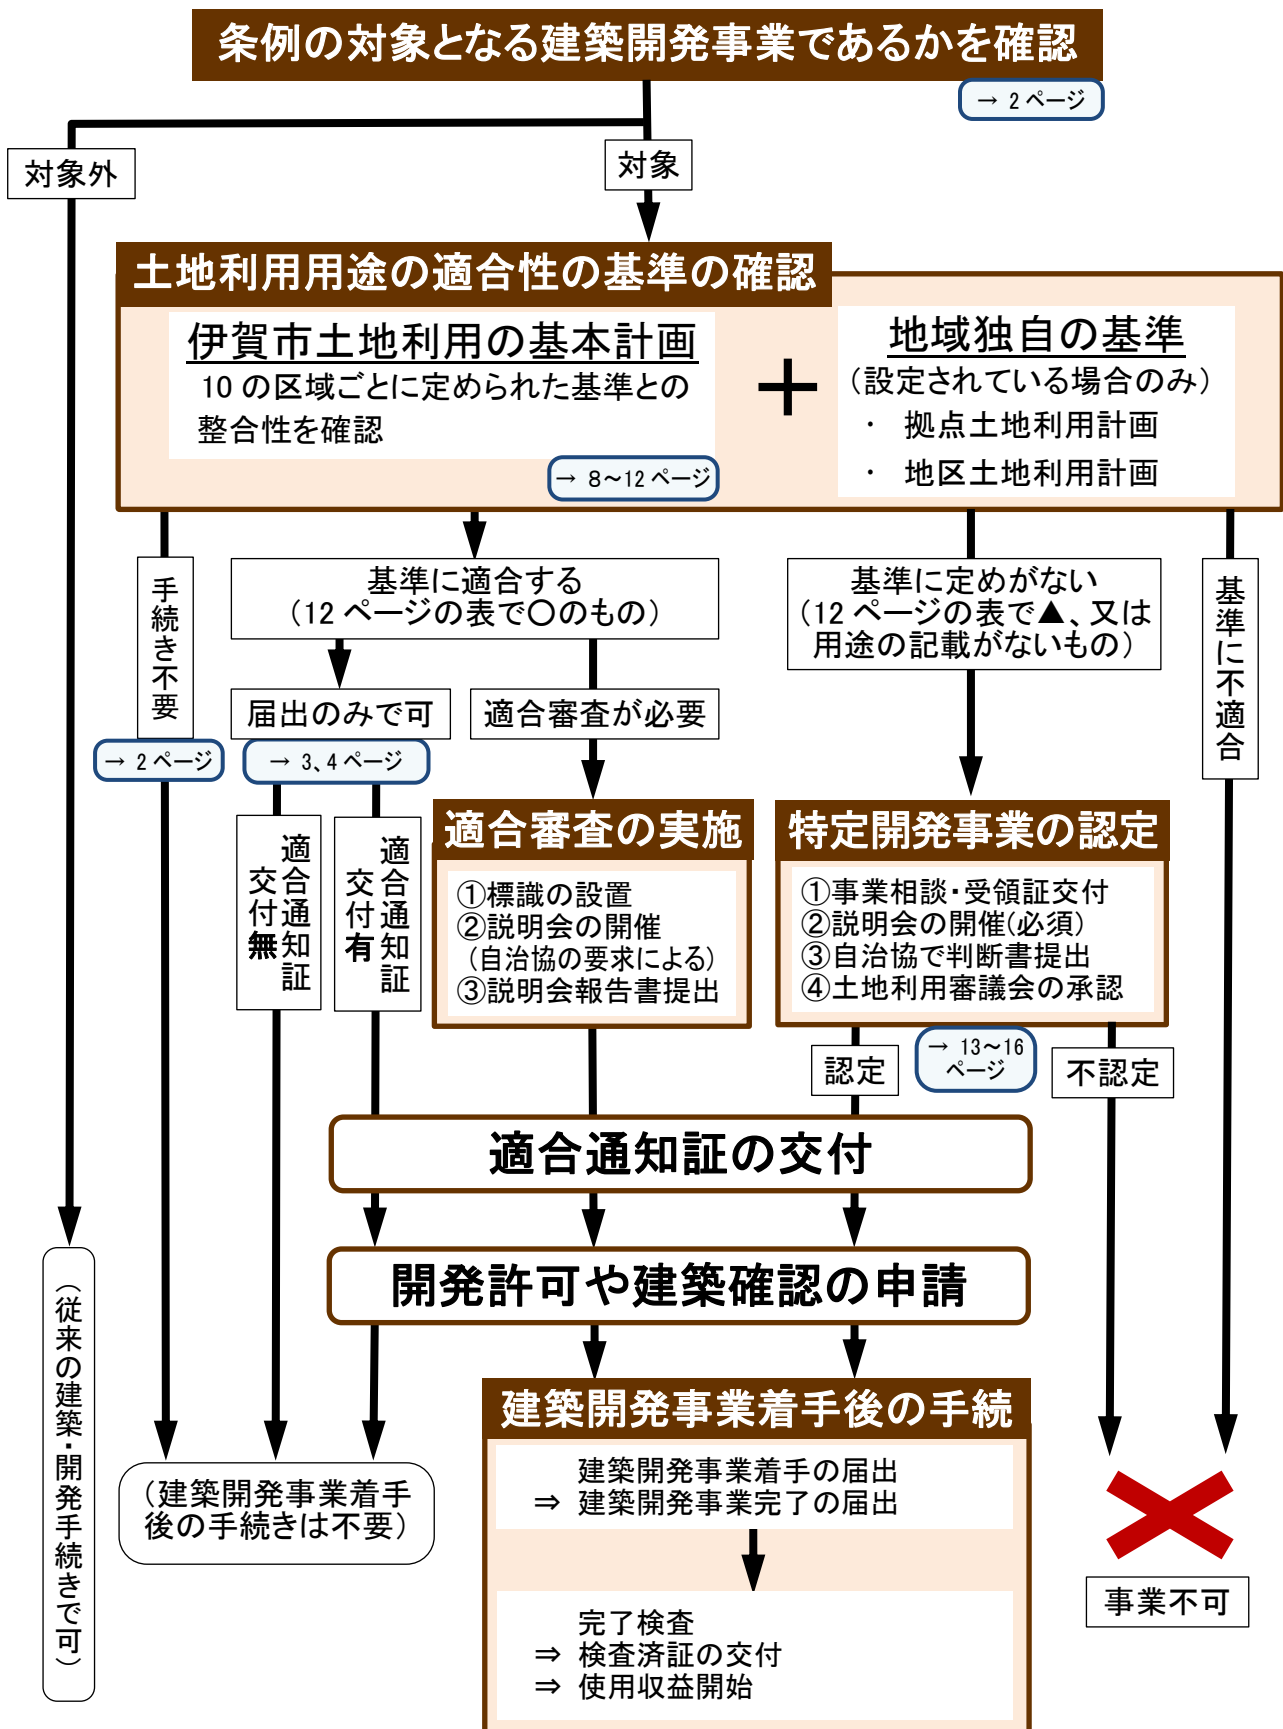 条例の対象となる建築開発事業であるかを確認
→ 2 ページ
対象外
対象
土地利用用途の適合性の基準の確認
伊賀市土地利用の基本計画
10 の区域ごとに定められた基準との
整合性を確認
→ 8～12 ページ
＋
地域独自の基準
（設定されている場合のみ）
・ 拠点土地利用計画
・ 地区土地利用計画
手続き不要
→ 2 ページ
基準に適合する
（12 ページの表で〇のもの）
届出のみで可
→ 3、4 ページ
適合審査が必要
基準に定めがない
（12 ページの表で▲、又は
用途の記載がないもの）
基準に不適合
適合通知証
交付無
適合通知証
交付有
適合審査の実施
①標識の設置
②説明会の開催
（自治協の要求による）
③説明会報告書提出
特定開発事業の認定
①事業相談・受領証交付
②説明会の開催(必須)
③自治協で判断書提出
④土地利用審議会の承認
認定
→ 13～16
ページ
不認定
適合通知証の交付
開発許可や建築確認の申請
（従来の建築・開発手続きで可）
（建築開発事業着手
後の手続きは不要）
建築開発事業着手後の手続
建築開発事業着手の届出
⇒ 建築開発事業完了の届出
完了検査
⇒ 検査済証の交付
⇒ 使用収益開始
事業不可